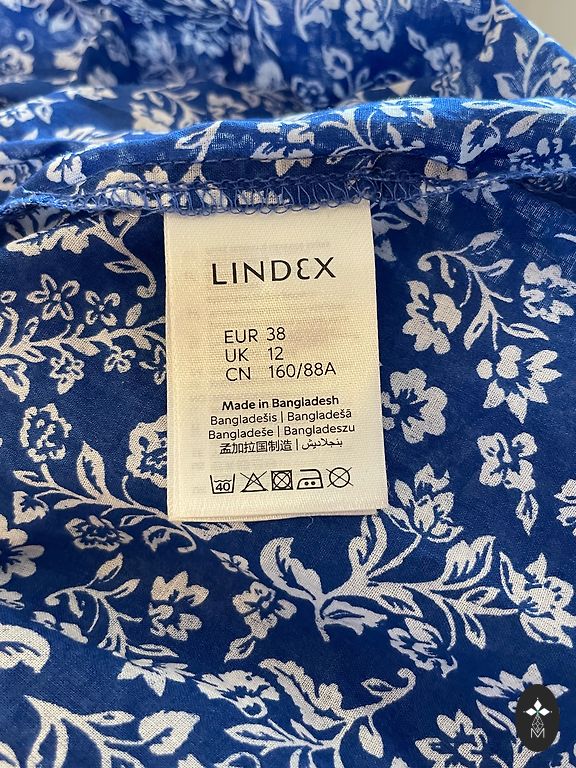 LINDEX
EUR 38
UK 12
CN 160/88A
Made in Bangladesh
Bangladešis | Bangladešā
Bangladeše | Bangladeszu
孟加拉国制造 | بنجلاديش
40